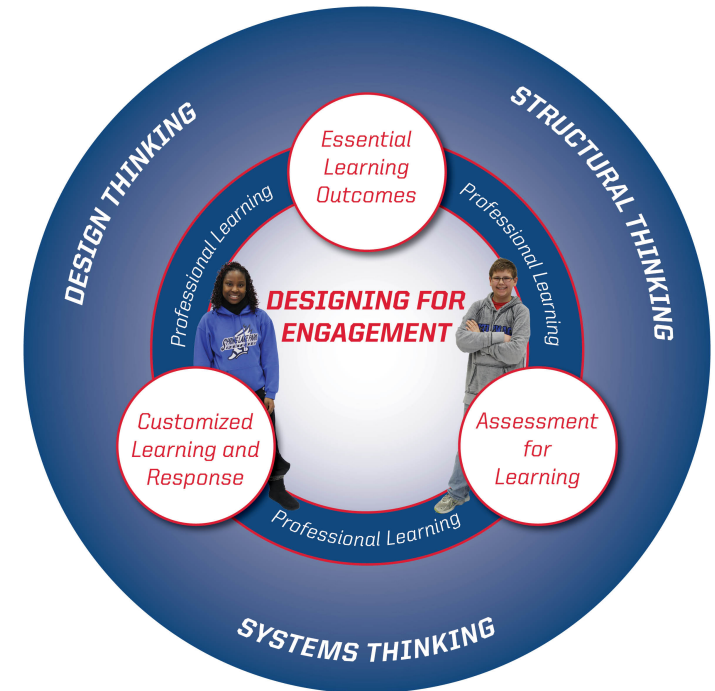 DESIGN THINKING
STRUCTURAL THINKING
Essential
Learning
Outcomes
Professional Learning
Professional Learning
DESIGNING FOR
ENGAGEMENT
Customized
Learning and
Response
Assessment
for
Learning
Professional Learning
SYSTEMS THINKING